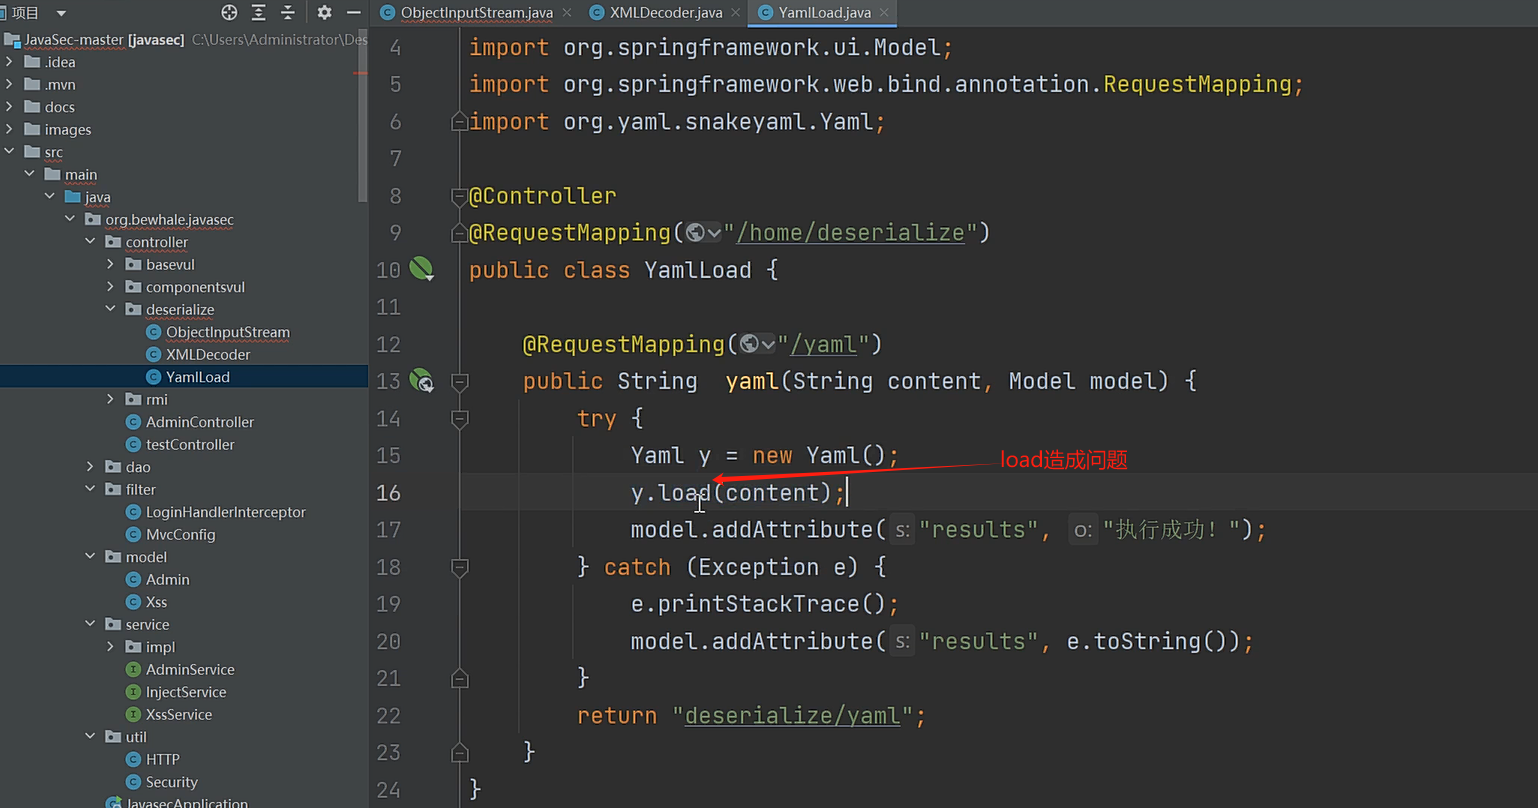 项目
JavaSec-master [javasec] C:\Users\Administrator\Des
.idea
.mvn
docs
images
src
main
java
org.bewhale.javasec
controller
basevul
componentsvul
deserialize
ObjectInputStream
XMLDecoder
YamlLoad
rmi
AdminController
testController
dao
filter
LoginHandlerInterceptor
MvcConfig
model
Admin
Xss
service
impl
AdminService
InjectService
XssService
util
HTTP
Security
JavasecApplication
ObjectInputStream.java
XMLDecoder.java
YamlLoad.java
4 import org.springframework.ui.Model;
5 import org.springframework.web.bind.annotation.RequestMapping;
6 import org.yaml.snakeyaml.Yaml;
7
8 @Controller
9 @RequestMapping("/home/deserialize")
10 public class YamlLoad {
11
12 @RequestMapping("/yaml")
13 public String yaml(String content, Model model) {
14 try {
15 Yaml y = new Yaml();
load造成问题
16 y.load(content);
17 model.addAttribute( s: "results", o: "执行成功！");
18 } catch (Exception e) {
19 e.printStackTrace();
20 model.addAttribute( s: "results", e.toString());
21 }
22 return "deserialize/yaml";
23 }
24 }